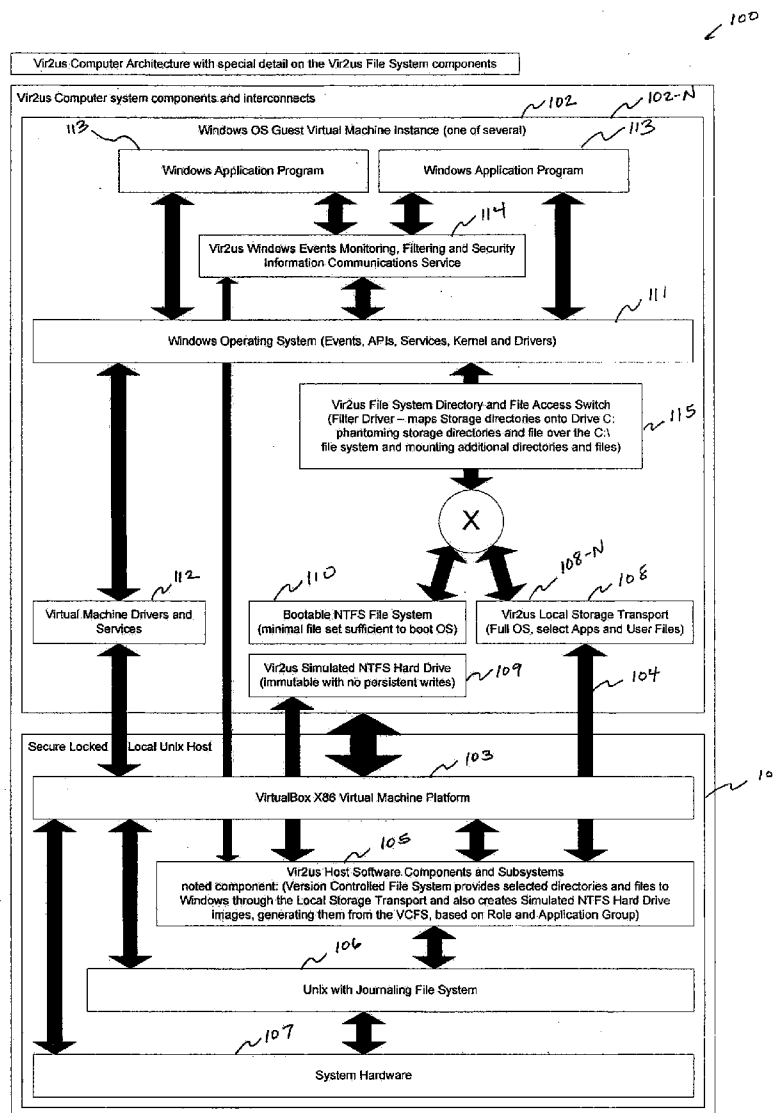 100
Vir2us Computer Architecture with special detail on the Vir2us File System components
Vir2us Computer system components and interconnects
102
102-N
Windows OS Guest Virtual Machine Instance (one of several)
113
113
Windows Application Program
Windows Application Program
114
Vir2us Windows Events Monitoring, Filtering and Security
Information Communications Service
111
Windows Operating System (Events, APIs, Services, Kernel and Drivers)
Vir2us File System Directory and File Access Switch
(Filter Driver – maps Storage directories onto Drive C:
phantoming storage directories and file over the C:\
file system and mounting additional directories and files)
115
X
108-N
112
110
108
Virtual Machine Drivers and
Services
Bootable NTFS File System
(minimal file set sufficient to boot OS)
Vir2us Local Storage Transport
(Full OS, select Apps and User Files)
Vir2us Simulated NTFS Hard Drive
(immutable with no persistent writes)
109
104
Secure Locked Local Unix Host
103
10
VirtualBox X86 Virtual Machine Platform
105
Vir2us Host Software Components and Subsystems
noted component: (Version Controlled File System provides selected directories and files to
Windows through the Local Storage Transport and also creates Simulated NTFS Hard Drive
images, generating them from the VCFS, based on Role and Application Group)
106
Unix with Journaling File System
107
System Hardware